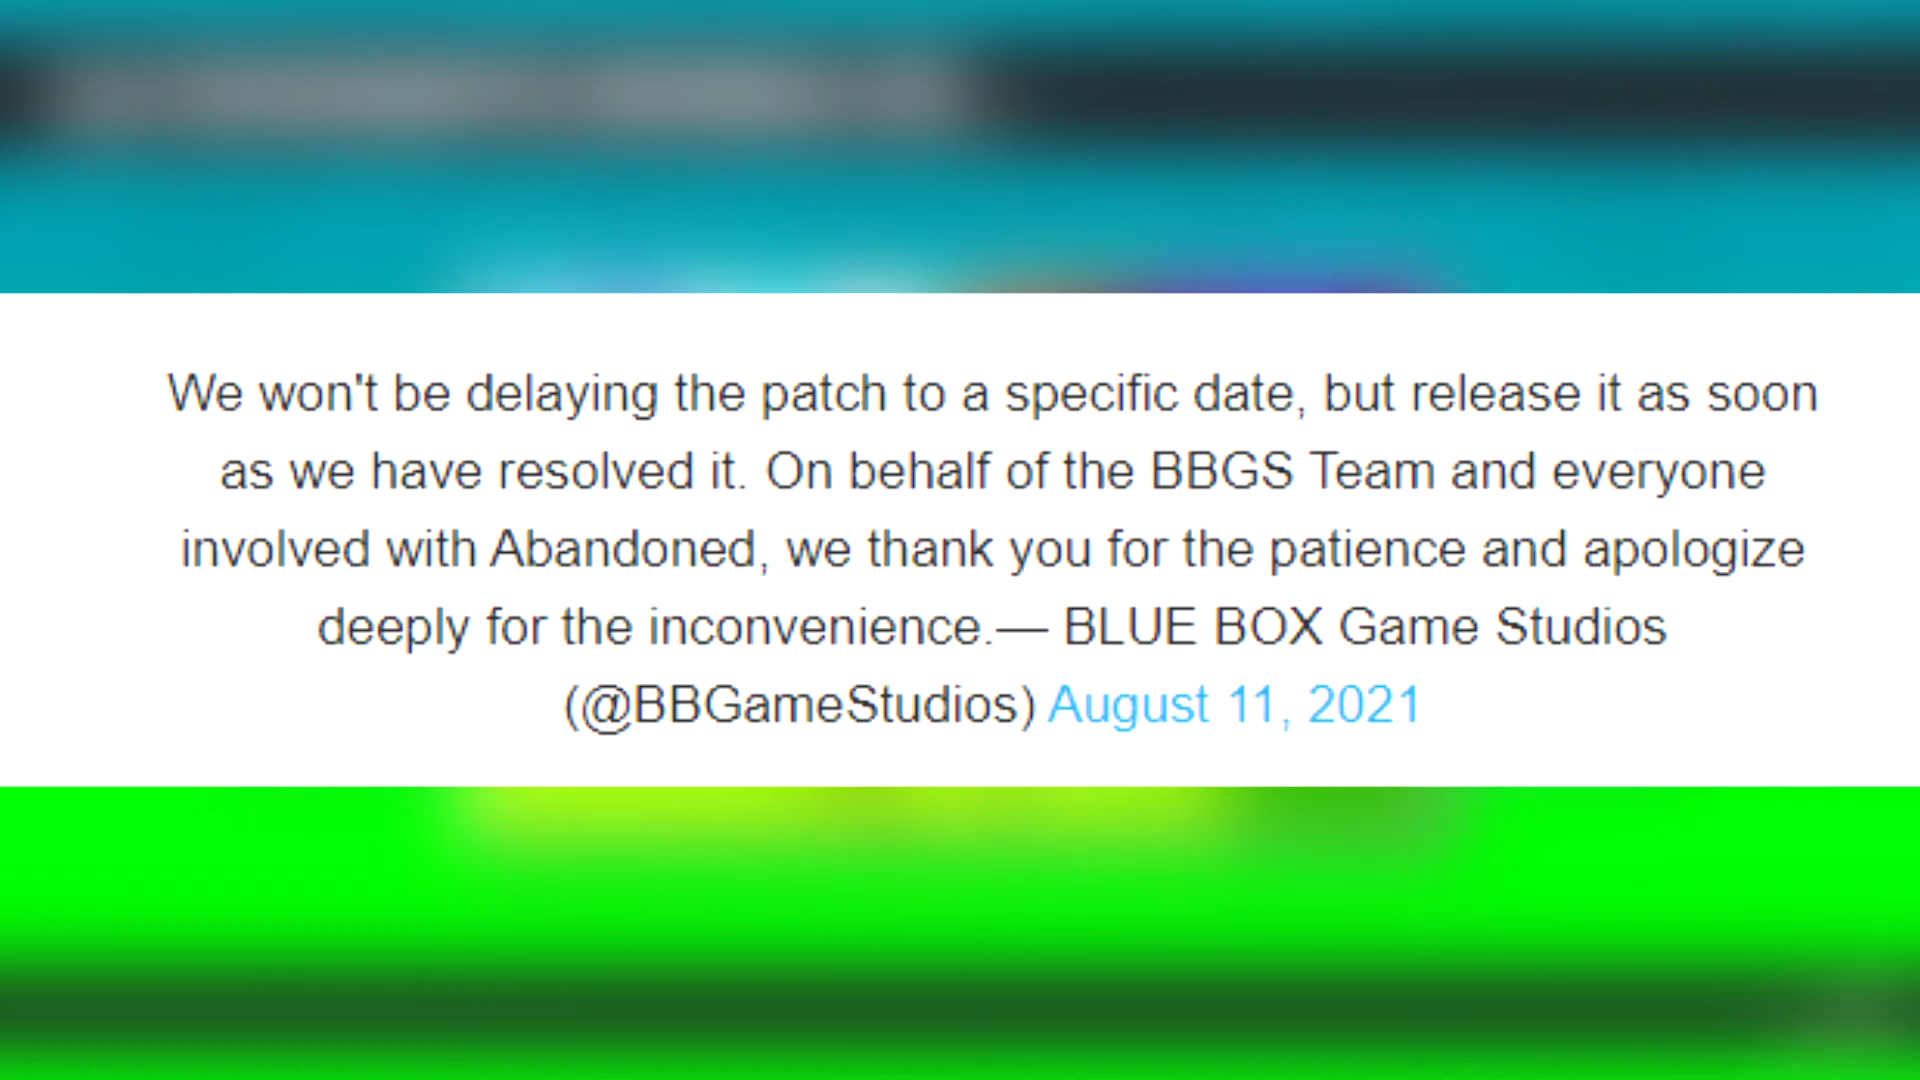 We won't be delaying the patch to a specific date, but release it as soon
as we have resolved it. On behalf of the BBGS Team and everyone
involved with Abandoned, we thank you for the patience and apologize
deeply for the inconvenience.— BLUE BOX Game Studios
(@BBGameStudios) August 11, 2021